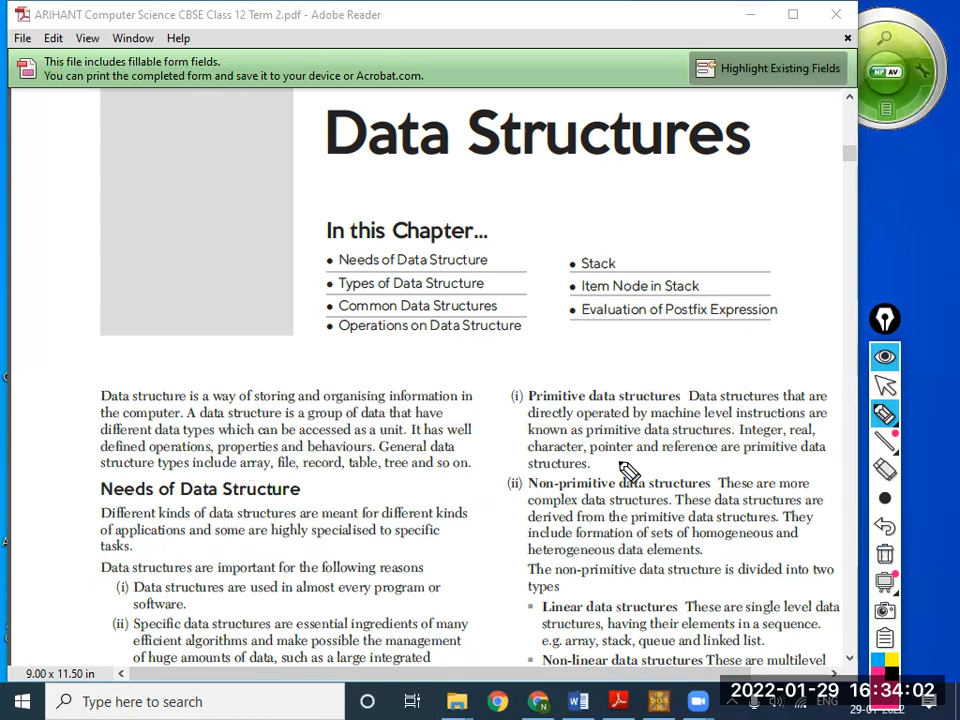 ARIHANT Computer Science CBSE Class 12 Term 2.pdf - Adobe Reader
File Edit View Window Help
This file includes fillable form fields.
You can print the completed form and save it to your device or Acrobat.com.
Highlight Existing Fields
NP AV
Data Structures
In this Chapter...
• Needs of Data Structure
• Types of Data Structure
• Common Data Structures
• Operations on Data Structure
• Stack
• Item Node in Stack
• Evaluation of Postfix Expression
Data structure is a way of storing and organising information in
the computer. A data structure is a group of data that have
different data types which can be accessed as a unit. It has well
defined operations, properties and behaviours. General data
structure types include array, file, record, table, tree and so on.
Needs of Data Structure
Different kinds of data structures are meant for different kinds
of applications and some are highly specialised to specific
tasks.
Data structures are important for the following reasons
(i) Data structures are used in almost every program or
software.
(ii) Specific data structures are essential ingredients of many
efficient algorithms and make possible the management
of huge amounts of data, such as a large integrated
(i) Primitive data structures Data structures that are
directly operated by machine level instructions are
known as primitive data structures. Integer, real,
character, pointer and reference are primitive data
structures.
(ii) Non-primitive data structures These are more
complex data structures. These data structures are
derived from the primitive data structures. They
include formation of sets of homogeneous and
heterogeneous data elements.
The non-primitive data structure is divided into two
types
Linear data structures These are single level data
structures, having their elements in a sequence.
e.g. array, stack, queue and linked list.
Non-linear data structures These are multilevel
9.00 x 11.50 in
Type here to search
2022-01-29 16:34:02
ENG
29-01-2022